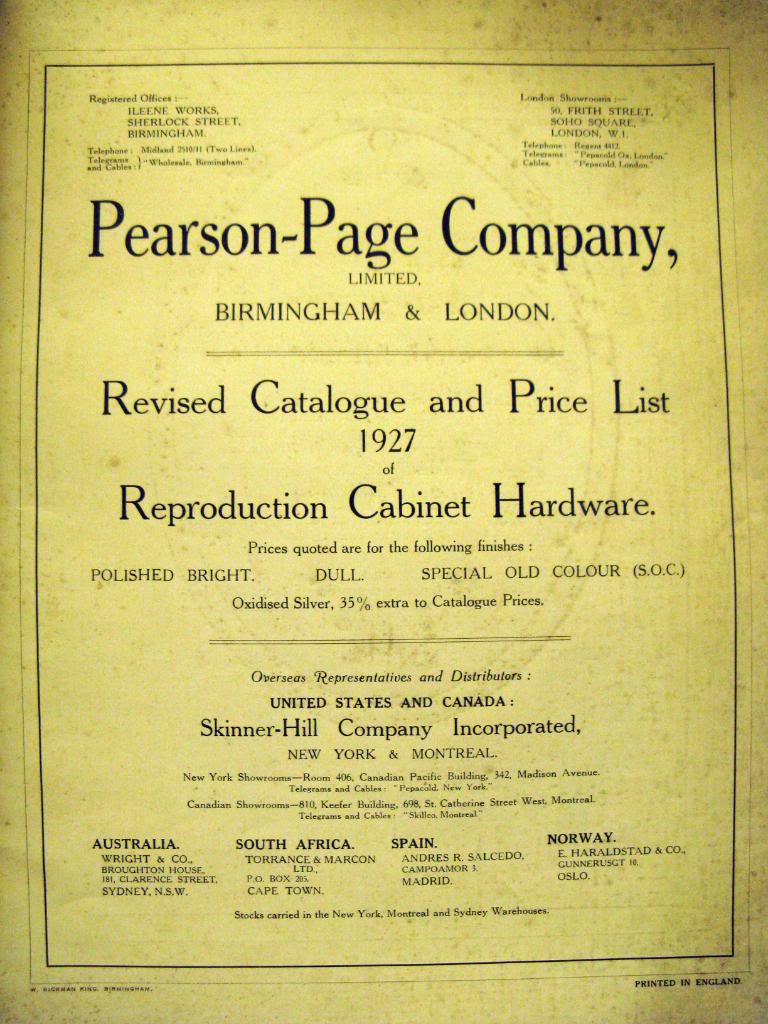 Registered Offices :—
ILEENE WORKS,
SHERLOCK STREET,
BIRMINGHAM.
Telephone: Midland 2510/11 (Two Lines).
Telegrams and Cables: } "Wholesale, Birmingham."
London Showrooms :—
50, FRITH STREET,
SOHO SQUARE,
LONDON, W.1.
Telephone: Regent 4412.
Telegrams: "Pepacold Ox, London."
Cables. "Pepacold, London."
Pearson-Page Company,
LIMITED,
BIRMINGHAM & LONDON.
Revised Catalogue and Price List
1927
of
Reproduction Cabinet Hardware.
Prices quoted are for the following finishes :
POLISHED BRIGHT. DULL. SPECIAL OLD COLOUR (S.O.C.)
Oxidised Silver, 35% extra to Catalogue Prices.
Overseas Representatives and Distributors :
UNITED STATES AND CANADA :
Skinner-Hill Company Incorporated,
NEW YORK & MONTREAL.
New York Showrooms—Room 406, Canadian Pacific Building, 342, Madison Avenue.
Telegrams and Cables: "Pepacold, New York."
Canadian Showrooms—810, Keefer Building, 698, St. Catherine Street West, Montreal.
Telegrams and Cables: "Skillco, Montreal."
AUSTRALIA.
WRIGHT & CO.,
BROUGHTON HOUSE,
181, CLARENCE STREET,
SYDNEY, N.S.W.
SOUTH AFRICA.
TORRANCE & MARCON
LTD.,
P.O. BOX 205,
CAPE TOWN.
SPAIN.
ANDRES R. SALCEDO,
CAMPOAMOR 3.
MADRID.
NORWAY.
E. HARALDSTAD & CO.,
GUNNERUSGT 10,
OSLO.
Stocks carried in the New York, Montreal and Sydney Warehouses.
W. RICKMAN KING, BIRMINGHAM.
PRINTED IN ENGLAND.